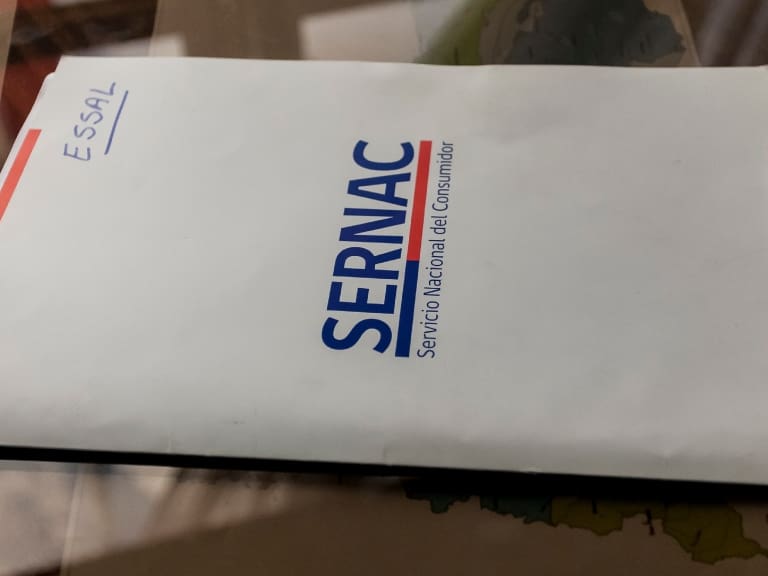 ESSAL
SERNAC
Servicio Nacional del Consumidor